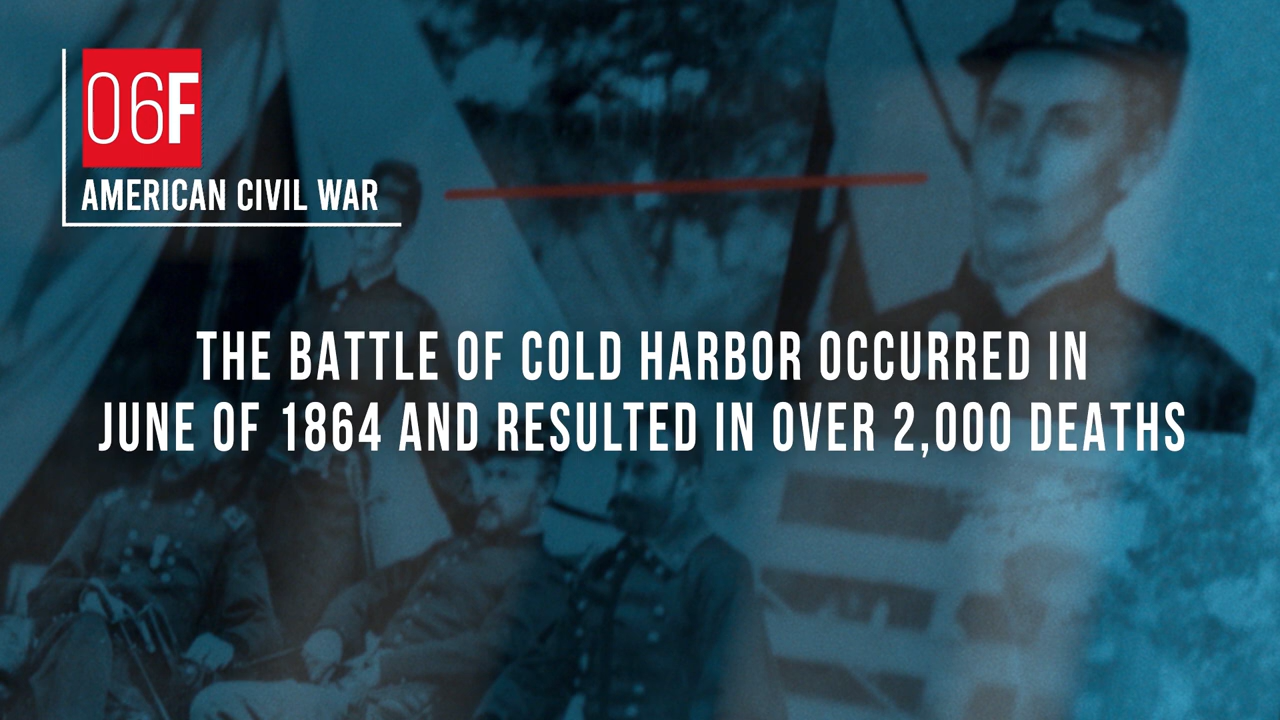 06F
AMERICAN CIVIL WAR
THE BATTLE OF COLD HARBOR OCCURRED IN
JUNE OF 1864 AND RESULTED IN OVER 2,000 DEATHS